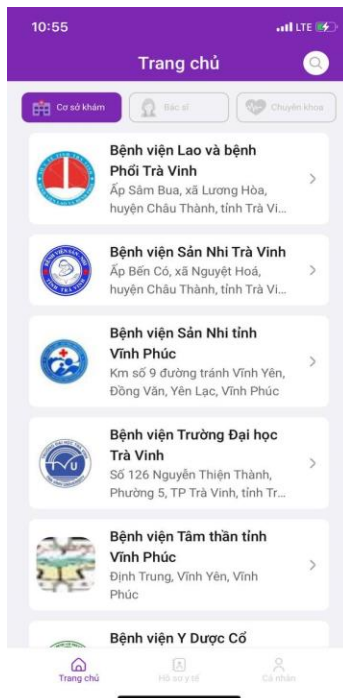 10:55
LTE
Trang chủ
Cơ sở khám
Bác sĩ
Chuyên khoa
Bệnh viện Lao và bệnh
Phổi Trà Vinh
Ấp Sâm Bua, xã Lương Hòa,
huyện Châu Thành, tỉnh Trà Vi...
Bệnh viện Sản Nhi Trà Vinh
Ấp Bến Có, xã Nguyệt Hoá,
huyện Châu Thành, tỉnh Trà Vi...
Bệnh viện Sản Nhi tỉnh
Vĩnh Phúc
Km số 9 đường tránh Vĩnh Yên,
Đồng Văn, Yên Lạc, Vĩnh Phúc
Bệnh viện Trường Đại học
Trà Vinh
Số 126 Nguyễn Thiện Thành,
Phường 5, TP Trà Vinh, tỉnh Tr...
Bệnh viện Tâm thần tỉnh
Vĩnh Phúc
Định Trung, Vĩnh Yên, Vĩnh
Phúc
Bệnh viện Y Dược Cổ
Trang chủ
Hồ sơ y tế
Cá nhân